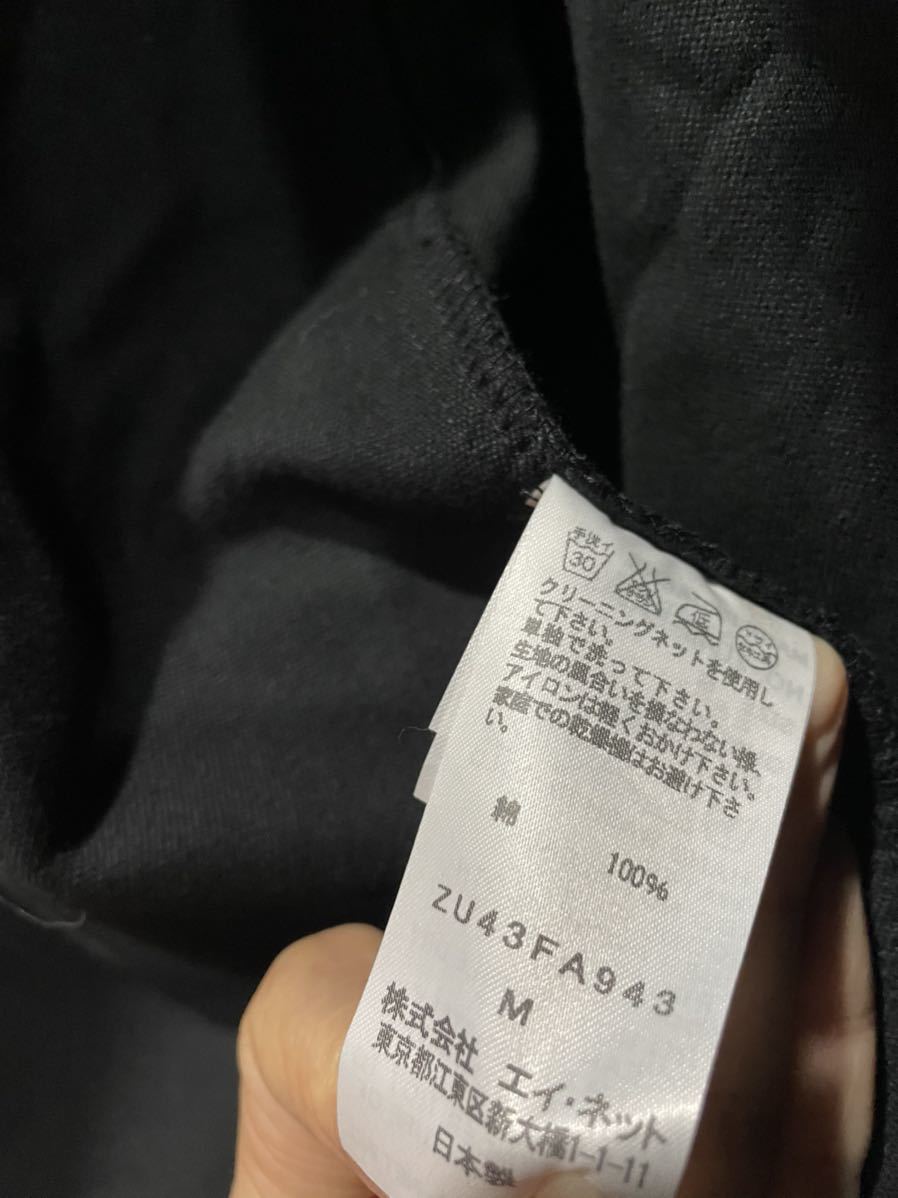 手洗イ
30
低
クリーニングネットを使用し
て下さい。
単独で洗って下さい。
生地の風合いを損なわない様、
アイロンは軽くおかけ下さい。
家庭での乾燥機はお避け下さ
い。
綿 100%
ZU43FA943
M
株式会社 エイ・ネット
東京都江東区新大橋1-1-11
日本製